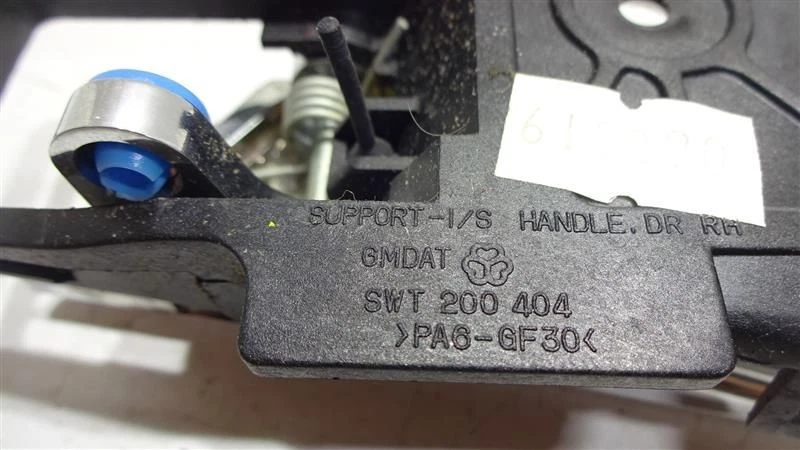 SUPPORT-I/S HANDLE.DR RH
GMDAT
SWT 200 404
>PA6-GF30<